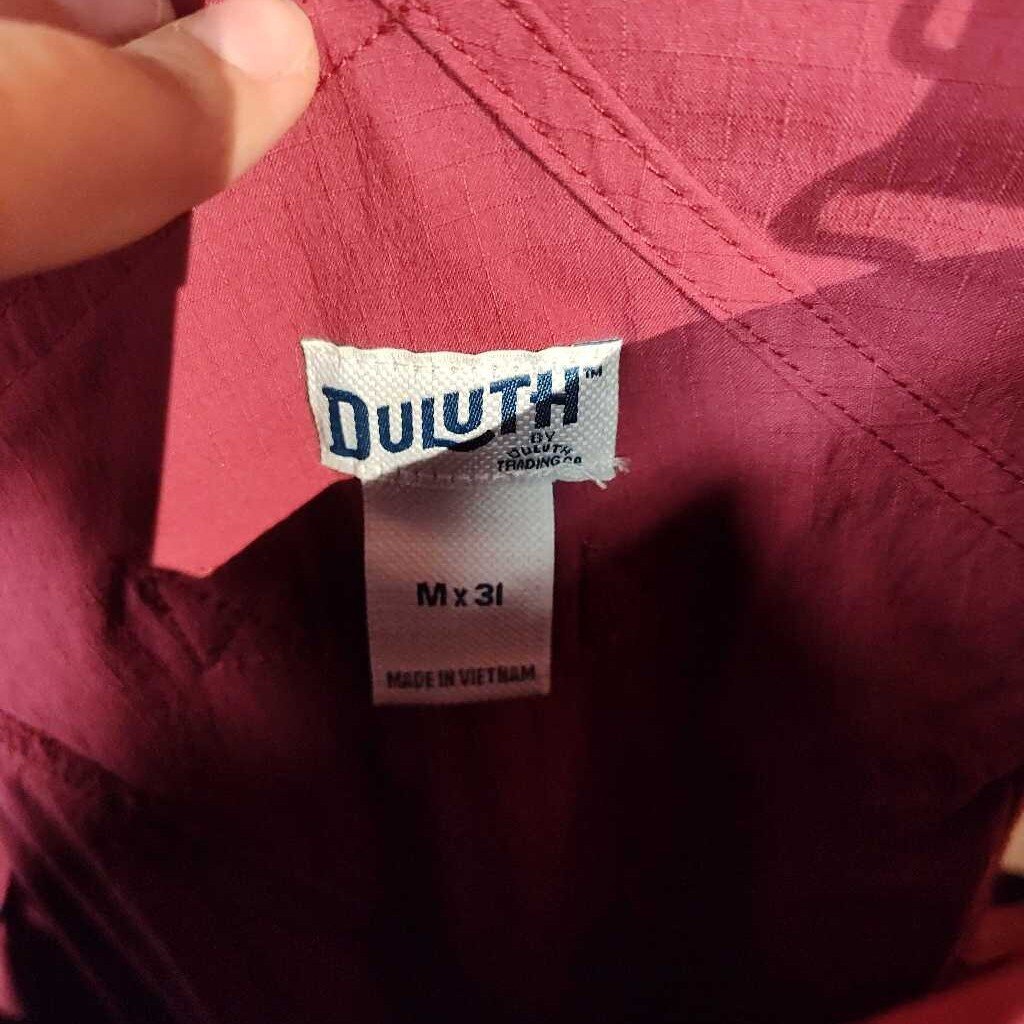 DULUTH™
BY
DULUTH
TRADING CO
M x 31
MADE IN VIETNAM